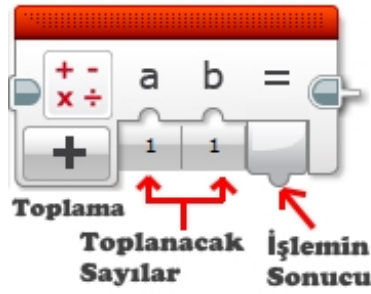 + -
x ÷
a b =
+
1 1
Toplama
Toplanacak
Sayılar
İşlemin
Sonucu